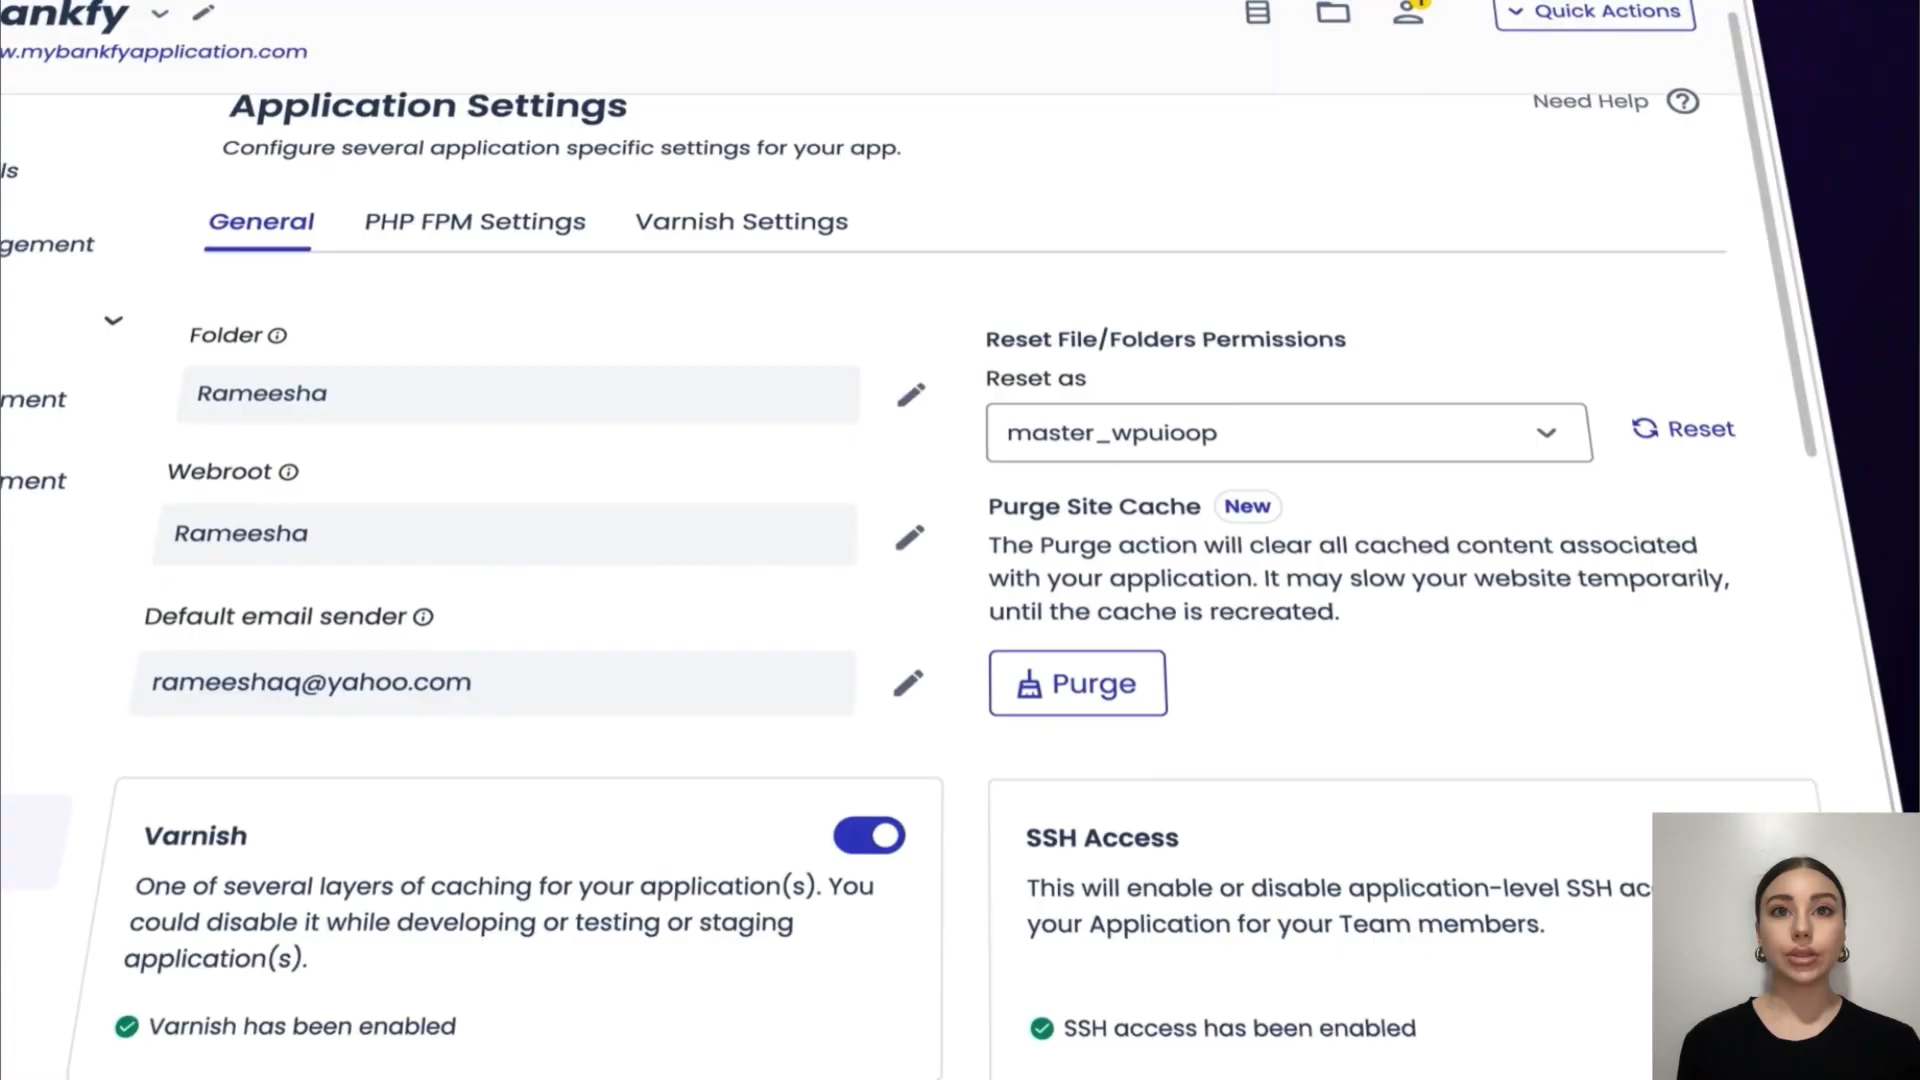 ankfy
w.mybankfyapplication.com
Quick Actions
Application Settings
Need Help
Configure several application specific settings for your app.
ls
General
PHP FPM Settings
Varnish Settings
gement
Folder
Reset File/Folders Permissions
Reset as
Rameesha
master_wpuioop
Reset
ment
Webroot
ment
Purge Site Cache
New
Rameesha
The Purge action will clear all cached content associated
with your application. It may slow your website temporarily,
until the cache is recreated.
Default email sender
rameeshaq@yahoo.com
Purge
Varnish
One of several layers of caching for your application(s). You
could disable it while developing or testing or staging
application(s).
Varnish has been enabled
SSH Access
This will enable or disable application-level SSH ac
your Application for your Team members.
SSH access has been enabled